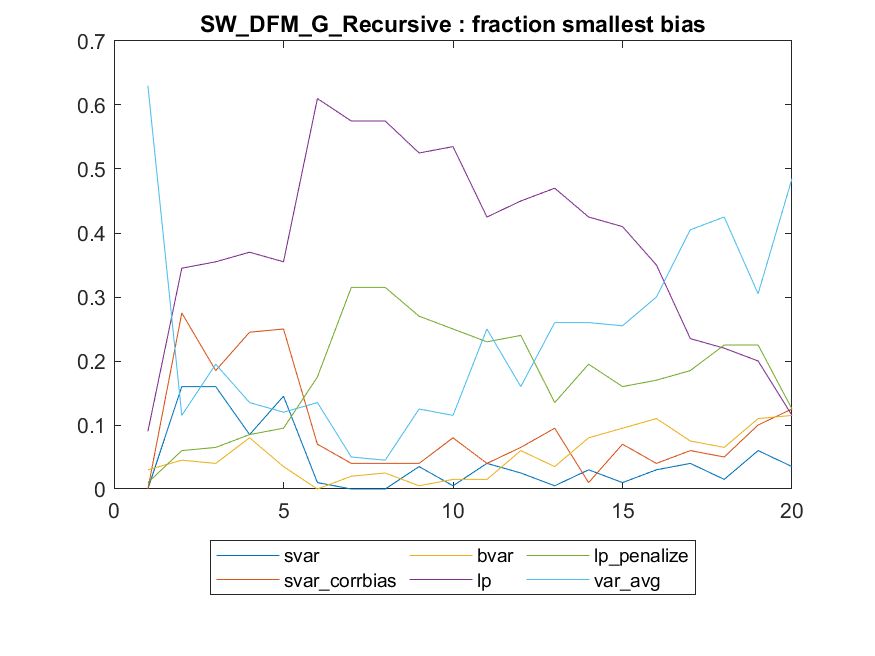 SW_DFM_G_Recursive : fraction smallest bias
0.7
0.6
0.5
0.4
0.3
0.2
0.1
0
0 5 10 15 20
svar bvar lp_penalize
svar_corrbias lp var_avg